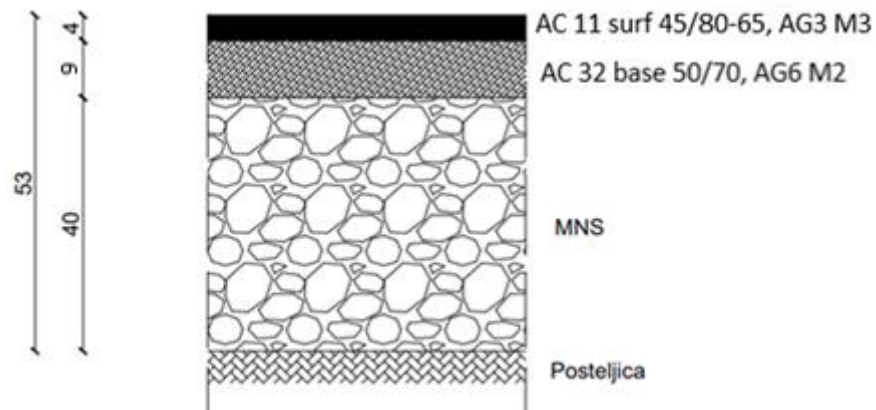 4
AC 11 surf 45/80-65, AG3 M3
9
AC 32 base 50/70, AG6 M2
53
40
MNS
Posteljica